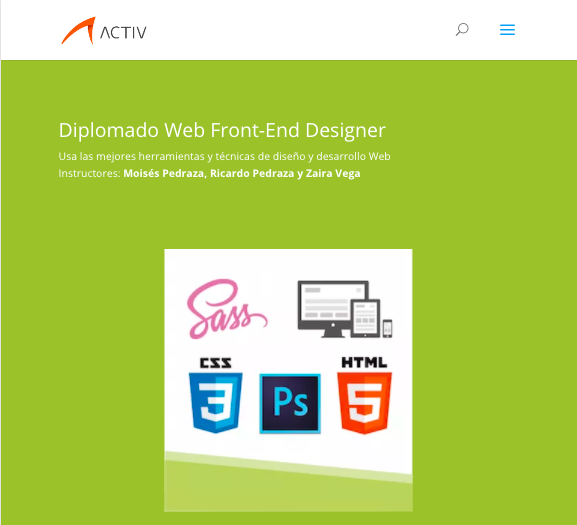 ACTIV
Diplomado Web Front-End Designer
Usa las mejores herramientas y técnicas de diseño y desarrollo Web
Instructores: Moisés Pedraza, Ricardo Pedraza y Zaira Vega
Sass
CSS
HTML
3
Ps
5